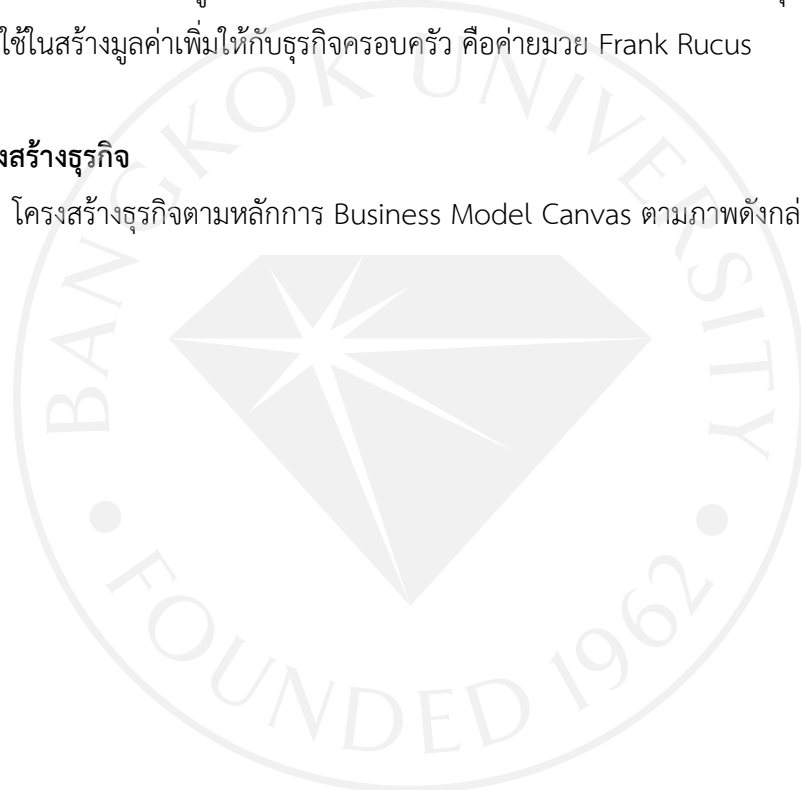 ใช้ในสร้างมูลค่าเพิ่มให้กับธุรกิจครอบครัว คือค่ายมวย Frank Rucus
งสร้างธุรกิจ
โครงสร้างธุรกิจตามหลักการ Business Model Canvas ตามภาพดังกล่
BANGKOK UNIVERSITY
FOUNDED 1962